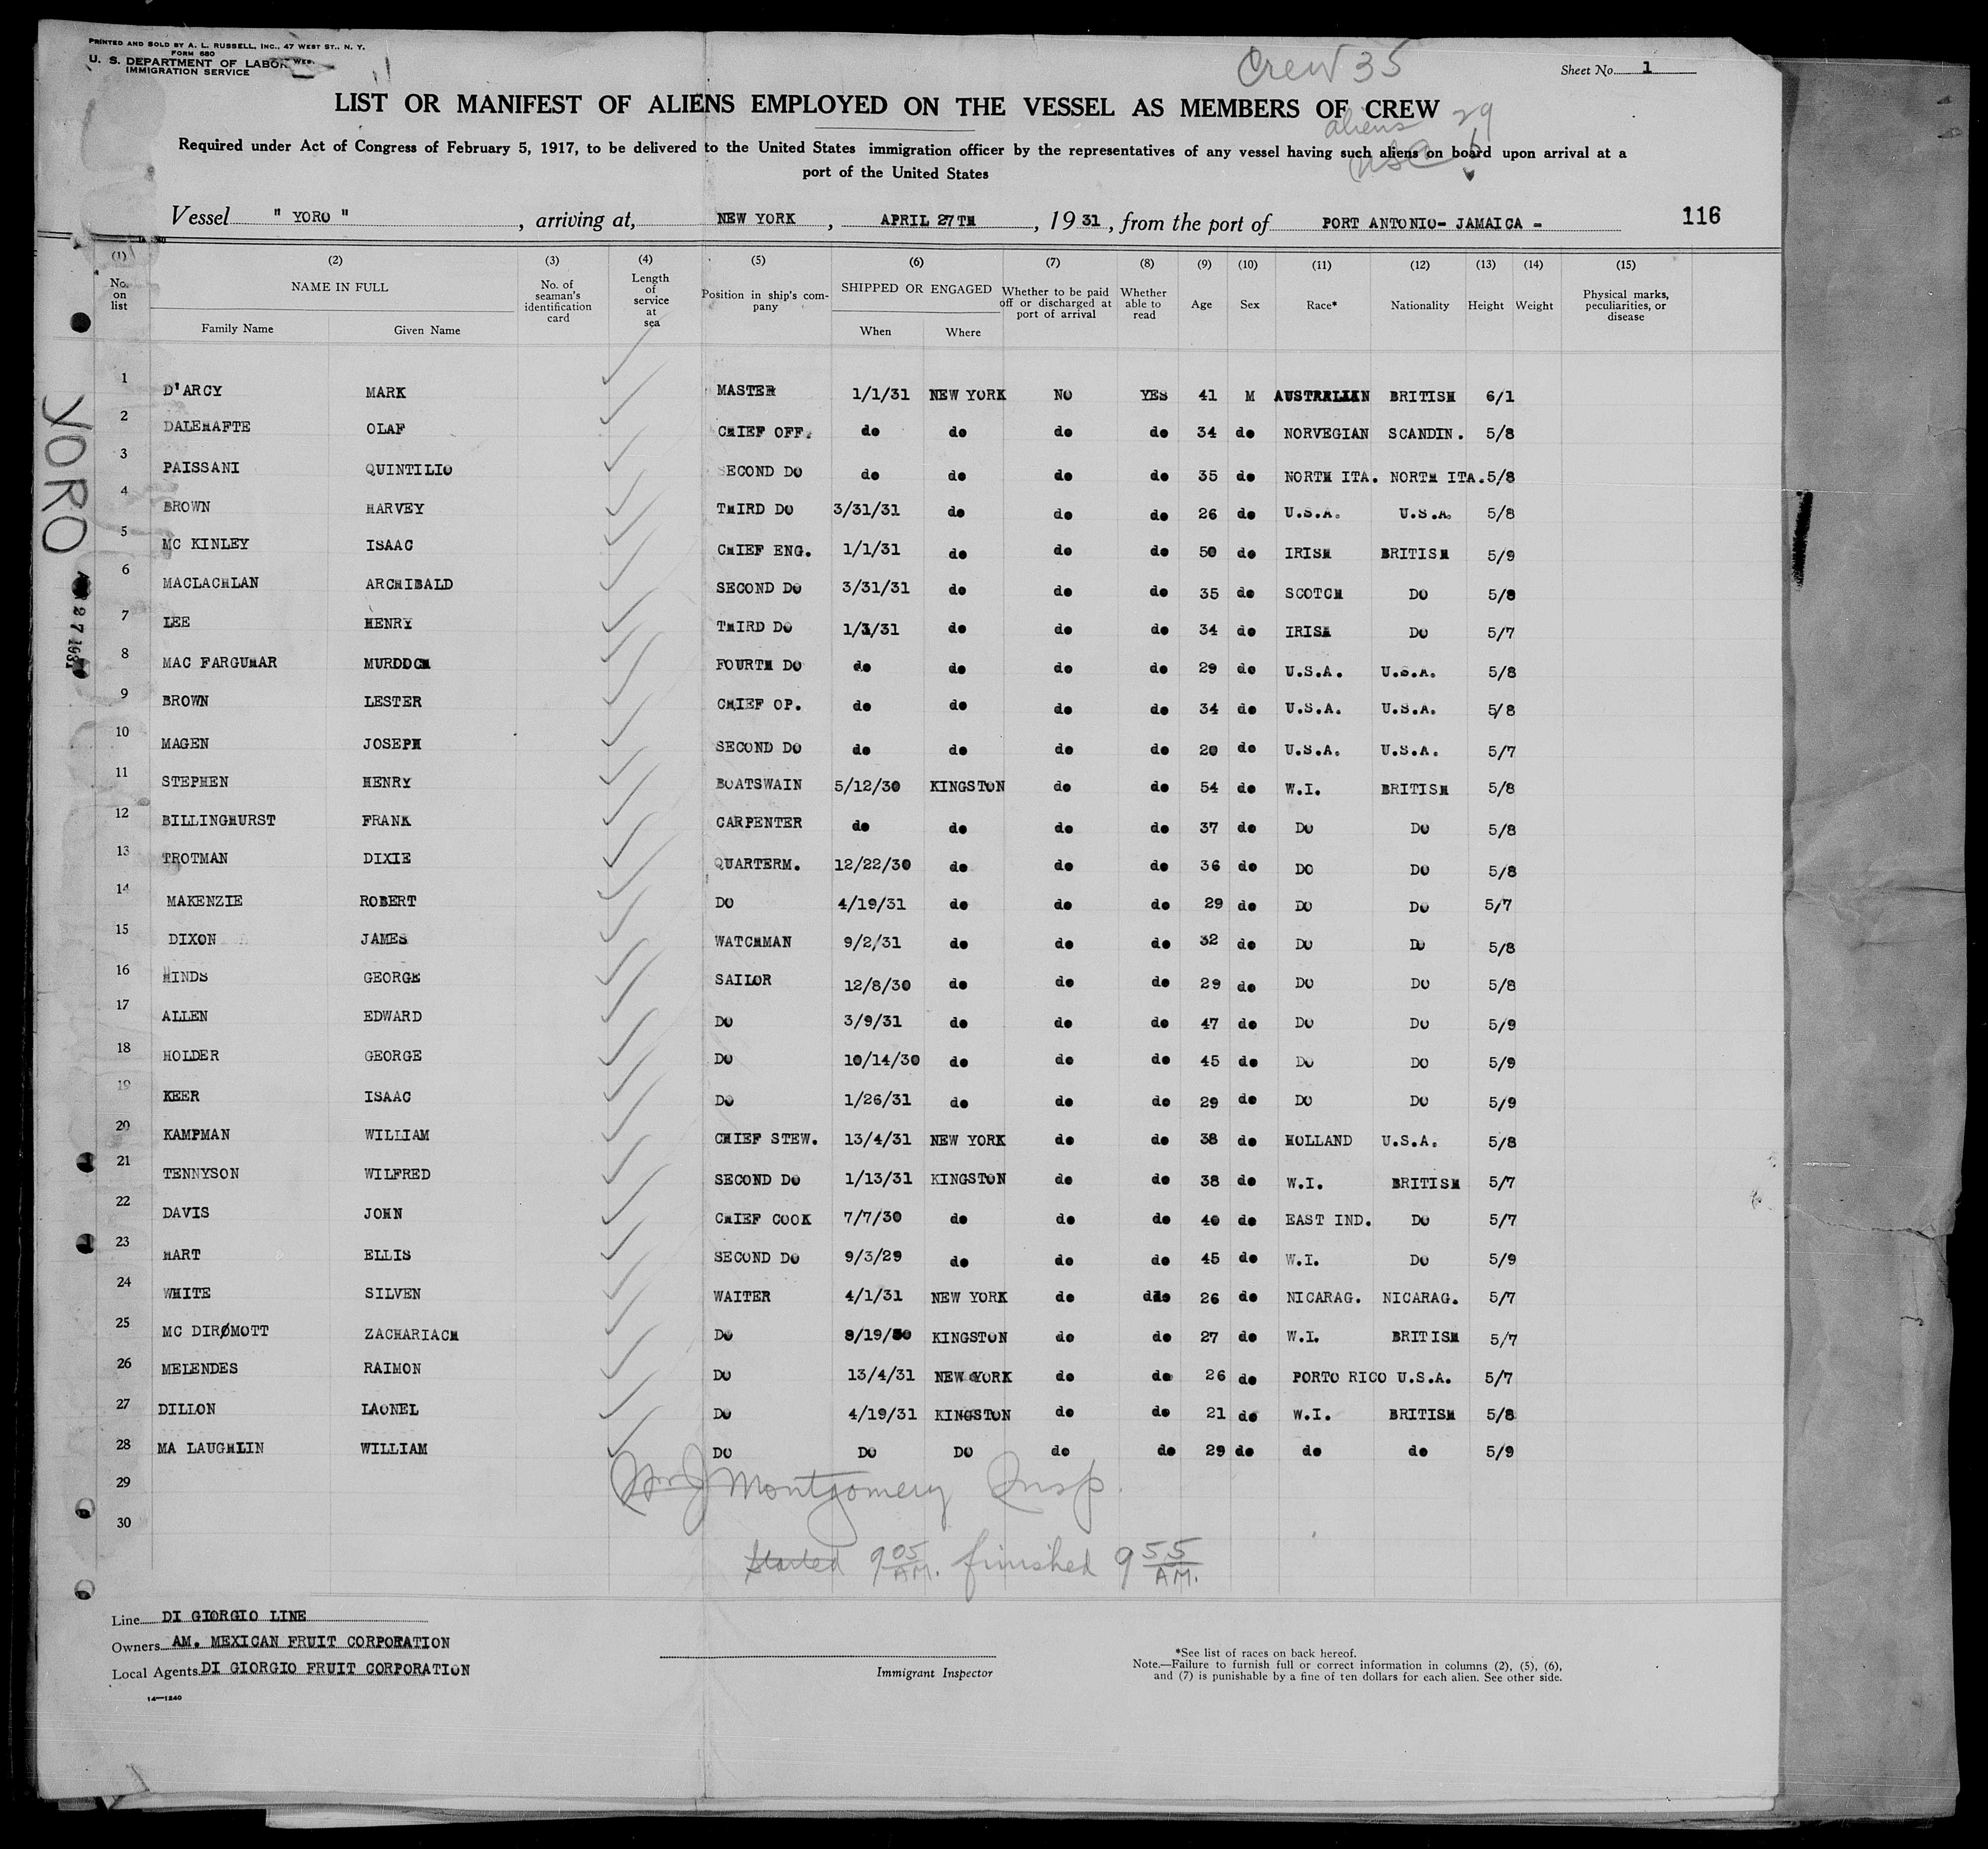 PRINTED AND SOLD BY A. L. RUSSELL, INC., 47 WEST ST., N. Y.
FORM 680
U. S. DEPARTMENT OF LABOR
IMMIGRATION SERVICE
Crew 35
Sheet No. 1
LIST OR MANIFEST OF ALIENS EMPLOYED ON THE VESSEL AS MEMBERS OF CREW
aliens 29
Required under Act of Congress of February 5, 1917, to be delivered to the United States immigration officer by the representatives of any vessel having such aliens on board upon arrival at a
port of the United States
USC 6
Vessel " YORO " , arriving at, NEW YORK , APRIL 27TH , 19 31 , from the port of PORT ANTONIO- JAMAICA - 116
(1) (2) (3) (4) (5) (6) (7) (8) (9) (10) (11) (12) (13) (14) (15)
No. on list NAME IN FULL Family Name Given Name No. of seaman's identification card Length of service at sea Position in ship's company SHIPPED OR ENGAGED When Where Whether to be paid off or discharged at port of arrival Whether able to read Age Sex Race* Nationality Height Weight Physical marks, peculiarities, or disease
1 D'ARCY MARK MASTER 1/1/31 NEW YORK NO YES 41 M AUSTRALIAN BRITISH 6/1
2 DALEHAFTE OLAF CHIEF OFF. do do do do 34 do NORVEGIAN SCANDIN. 5/8
3 PAISSANI QUINTILIO SECOND DO do do do do 35 do NORTH ITA. NORTH ITA. 5/8
4 BROWN HARVEY THIRD DO 3/31/31 do do do 26 do U.S.A. U.S.A. 5/8
5 MC KINLEY ISAAC CHIEF ENG. 1/1/31 do do do 50 do IRISH BRITISH 5/9
6 MACLACHLAN ARCHIBALD SECOND DO 3/31/31 do do do 35 do SCOTCH DO 5/8
7 LEE HENRY THIRD DO 1/1/31 do do do 34 do IRISH DO 5/7
8 MAC FARGUHAR MURDDCH FOURTH DO do do do do 29 do U.S.A. U.S.A. 5/8
9 BROWN LESTER CHIEF OP. do do do do 34 do U.S.A. U.S.A. 5/8
10 MAGEN JOSEPH SECOND DO do do do do 20 do U.S.A. U.S.A. 5/7
11 STEPHEN HENRY BOATSWAIN 5/12/30 KINGSTON do do 54 do W.I. BRITISH 5/8
12 BILLINGHURST FRANK CARPENTER do do do do 37 do DO DO 5/8
13 TROTMAN DIXIE QUARTERM. 12/22/30 do do do 36 do DO DO 5/8
14 MAKENZIE ROBERT DO 4/19/31 do do do 29 do DO DO 5/7
15 DIXON JAMES WATCHMAN 9/2/31 do do do 32 do DO DO 5/8
16 HINDS GEORGE SAILOR 12/8/30 do do do 29 do DO DO 5/8
17 ALLEN EDWARD DO 3/9/31 do do do 47 do DO DO 5/9
18 HOLDER GEORGE DO 10/14/30 do do do 45 do DO DO 5/9
19 KEER ISAAC DO 1/26/31 do do do 29 do DO DO 5/9
20 KAMPMAN WILLIAM CHIEF STEW. 13/4/31 NEW YORK do do 38 do HOLLAND U.S.A. 5/8
21 TENNYSON WILFRED SECOND DO 1/13/31 KINGSTON do do 38 do W.I. BRITISH 5/7
22 DAVIS JOHN CHIEF COOK 7/7/30 do do do 40 do EAST IND. DO 5/7
23 HART ELLIS SECOND DO 9/3/29 do do do 45 do W.I. DO 5/9
24 WHITE SILVEN WAITER 4/1/31 NEW YORK do do 26 do NICARAG. NICARAG. 5/7
25 MC DIRØMOTT ZACHARIACH DO 8/19/30 KINGSTON do do 27 do W.I. BRITISH 5/7
26 MELENDES RAIMON DO 13/4/31 NEW YORK do do 26 do PORTO RICO U.S.A. 5/7
27 DILLON LAONEL DO 4/19/31 KINGSTON do do 21 do W.I. BRITISH 5/8
28 MA LAUGHLIN WILLIAM DO DO DO do do 29 do do do 5/9
29
30
Wm J Montgomery Insp.
Started 9 05 AM. finished 9 55 AM.
Line DI GIORGIO LINE
Owners AM. MEXICAN FRUIT CORPORATION
Local Agents DI GIORGIO FRUIT CORPORATION
14—1240
Immigrant Inspector
*See list of races on back hereof.
Note.—Failure to furnish full or correct information in columns (2), (5), (6),
and (7) is punishable by a fine of ten dollars for each alien. See other side.
YORO
27 1931